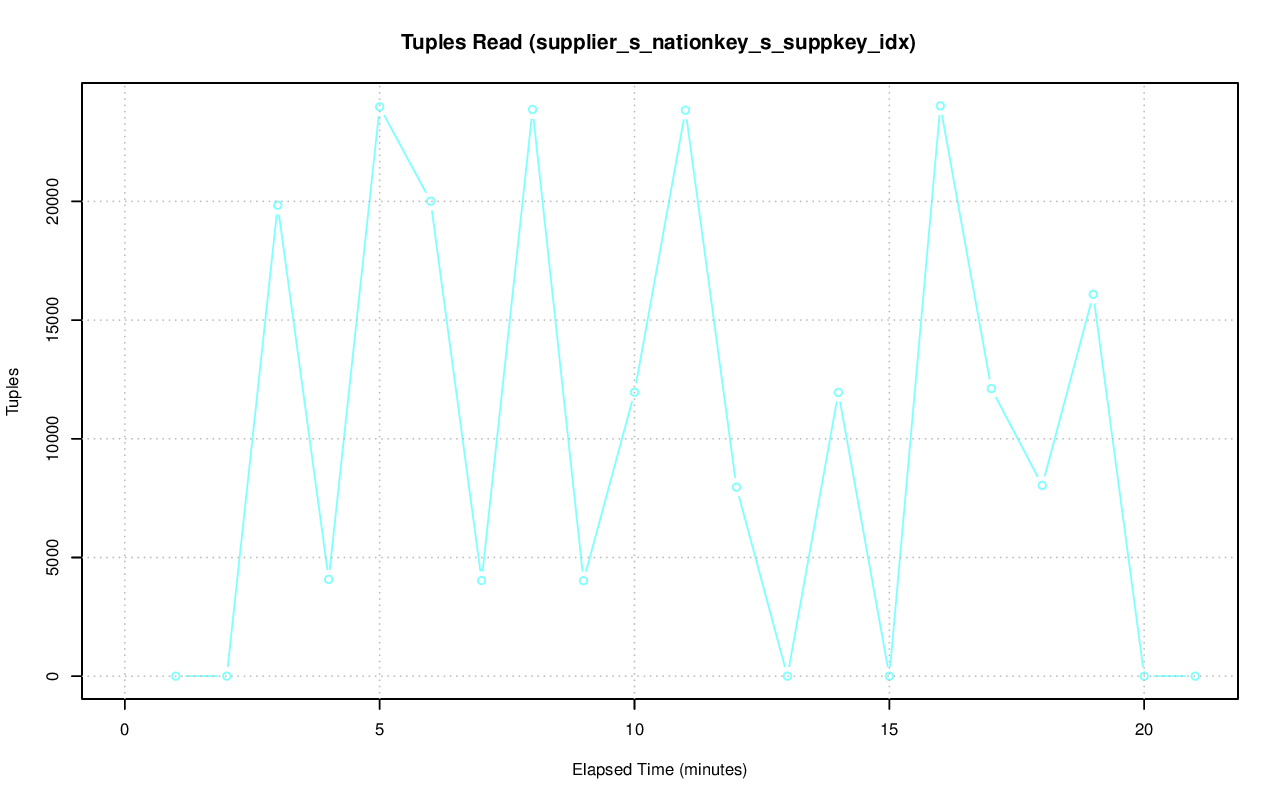 Tuples Read (supplier_s_nationkey_s_suppkey_idx)
Tuples
20000
15000
10000
5000
0
0 5 10 15 20
Elapsed Time (minutes)